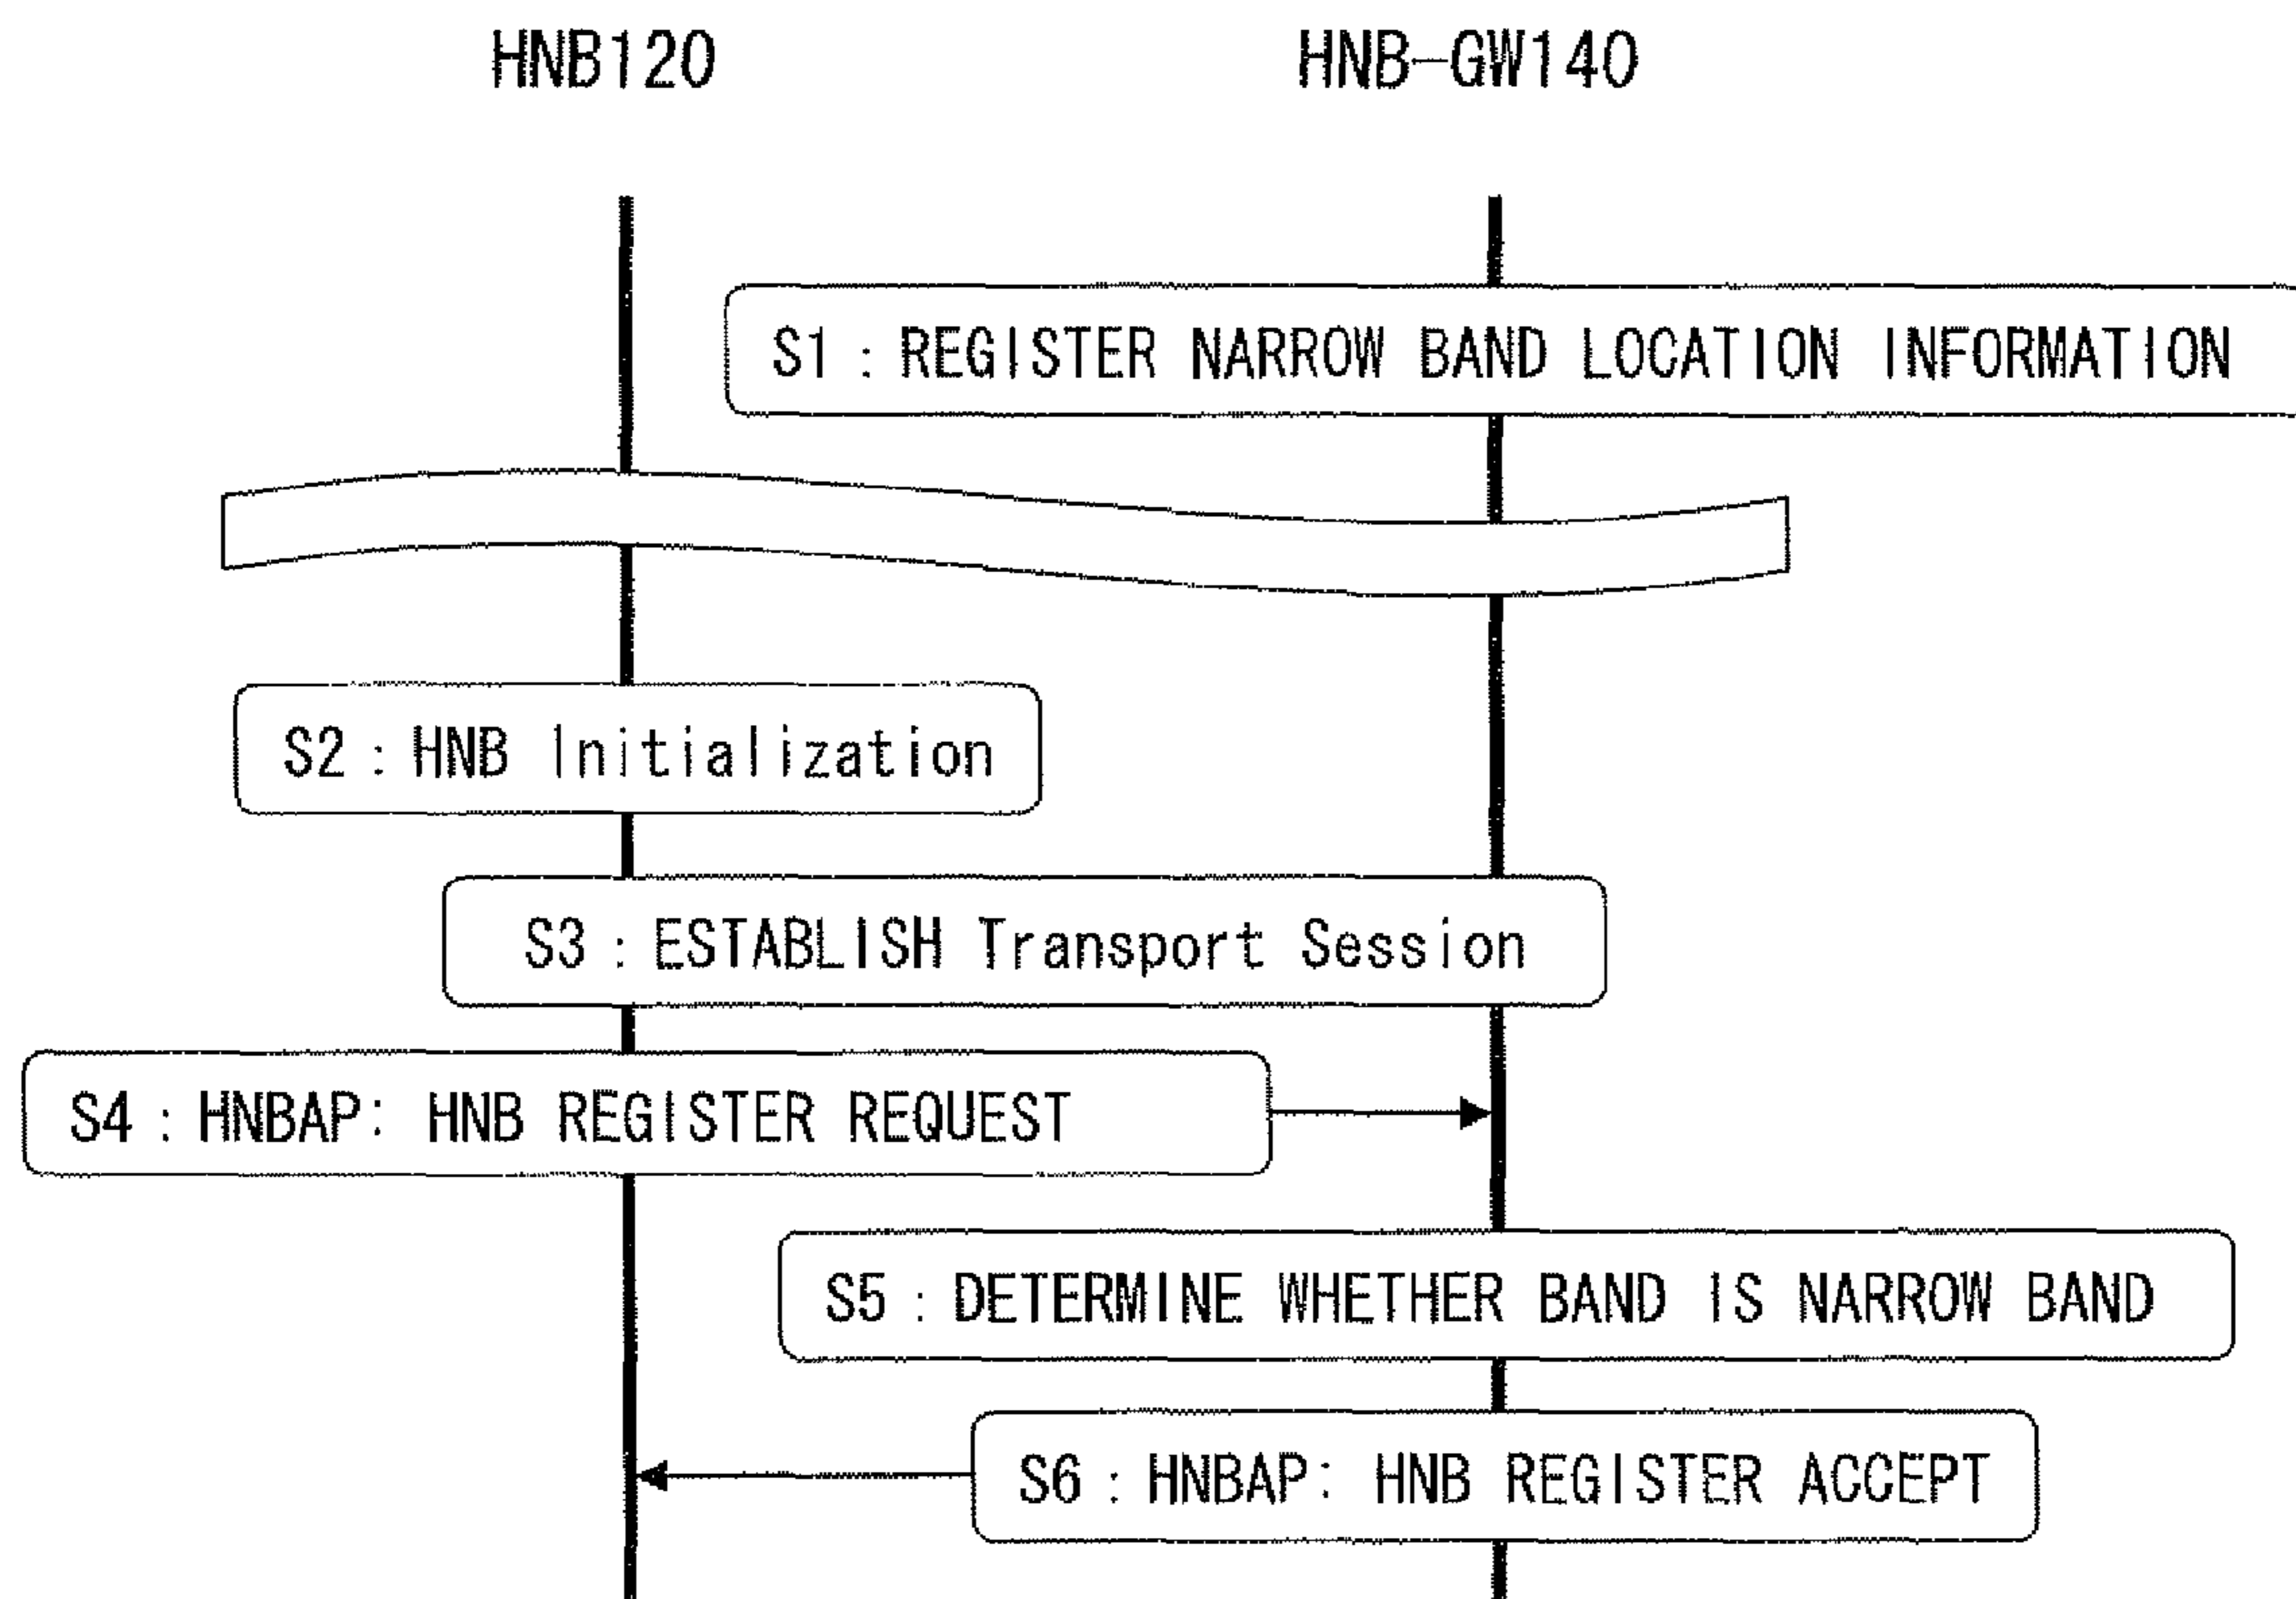 HNB120 HNB-GW140
S1 : REGISTER NARROW BAND LOCATION INFORMATION
S2 : HNB Initialization
S3 : ESTABLISH Transport Session
S4 : HNBAP: HNB REGISTER REQUEST
S5 : DETERMINE WHETHER BAND IS NARROW BAND
S6 : HNBAP: HNB REGISTER ACCEPT